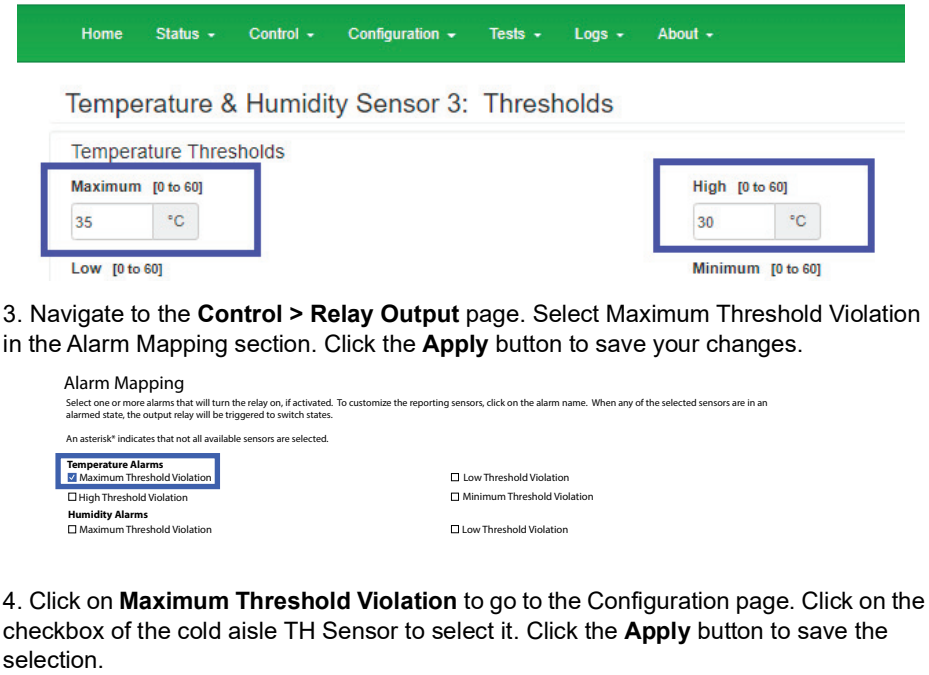 Home Status Control Configuration Tests Logs About
Temperature & Humidity Sensor 3: Thresholds
Temperature Thresholds
Maximum [0 to 60] High [0 to 60]
35 °C 30 °C
Low [0 to 60] Minimum [0 to 60]
3. Navigate to the Control > Relay Output page. Select Maximum Threshold Violation
in the Alarm Mapping section. Click the Apply button to save your changes.
Alarm Mapping
Select one or more alarms that will turn the relay on, if activated. To customize the reporting sensors, click on the alarm name. When any of the selected sensors are in an
alarmed state, the output relay will be triggered to switch states.
An asterisk* indicates that not all available sensors are selected.
Temperature Alarms
Maximum Threshold Violation Low Threshold Violation
High Threshold Violation Minimum Threshold Violation
Humidity Alarms
Maximum Threshold Violation Low Threshold Violation
4. Click on Maximum Threshold Violation to go to the Configuration page. Click on the
checkbox of the cold aisle TH Sensor to select it. Click the Apply button to save the
selection.